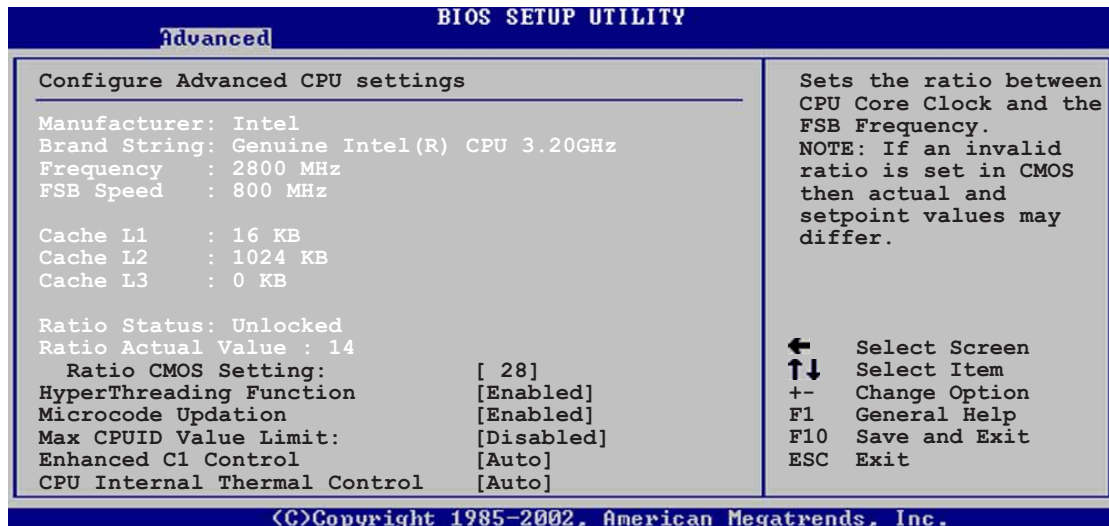 BIOS SETUP UTILITY
Advanced
Configure Advanced CPU settings
Manufacturer: Intel
Brand String: Genuine Intel(R) CPU 3.20GHz
Frequency : 2800 MHz
FSB Speed : 800 MHz
Cache L1 : 16 KB
Cache L2 : 1024 KB
Cache L3 : 0 KB
Ratio Status: Unlocked
Ratio Actual Value : 14
Ratio CMOS Setting: [ 28]
HyperThreading Function [Enabled]
Microcode Updation [Enabled]
Max CPUID Value Limit: [Disabled]
Enhanced C1 Control [Auto]
CPU Internal Thermal Control [Auto]
Sets the ratio between
CPU Core Clock and the
FSB Frequency.
NOTE: If an invalid
ratio is set in CMOS
then actual and
setpoint values may
differ.
← Select Screen
↑↓ Select Item
+- Change Option
F1 General Help
F10 Save and Exit
ESC Exit
(C)Copyright 1985-2002, American Megatrends, Inc.